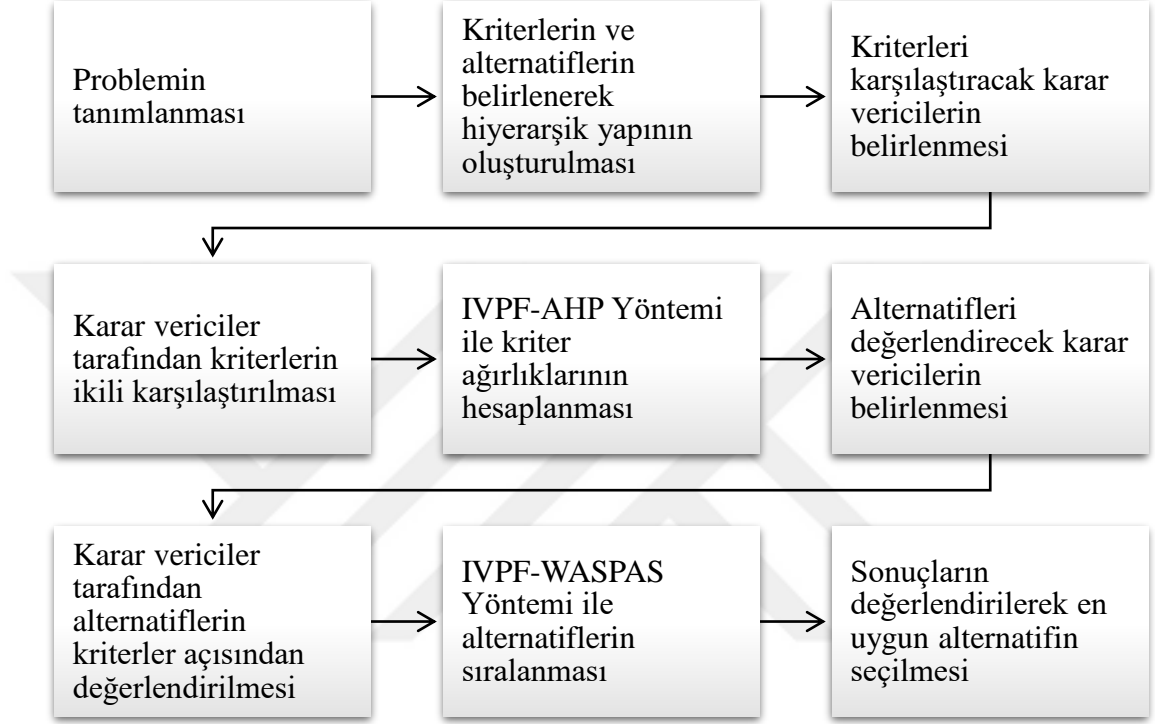 Problemin
tanımlanması
Kriterlerin ve
alternatiflerin
belirlenerek
hiyerarşik yapının
oluşturulması
Kriterleri
karşılaştıracak karar
vericilerin
belirlenmesi
Karar vericiler
tarafından kriterlerin
ikili karşılaştırılması
IVPF-AHP Yöntemi
ile kriter
ağırlıklarının
hesaplanması
Alternatifleri
değerlendirecek karar
vericilerin
belirlenmesi
Karar vericiler
tarafından
alternatiflerin
kriterler açısından
değerlendirilmesi
IVPF-WASPAS
Yöntemi ile
alternatiflerin
sıralanması
Sonuçların
değerlendirilerek en
uygun alternatifin
seçilmesi